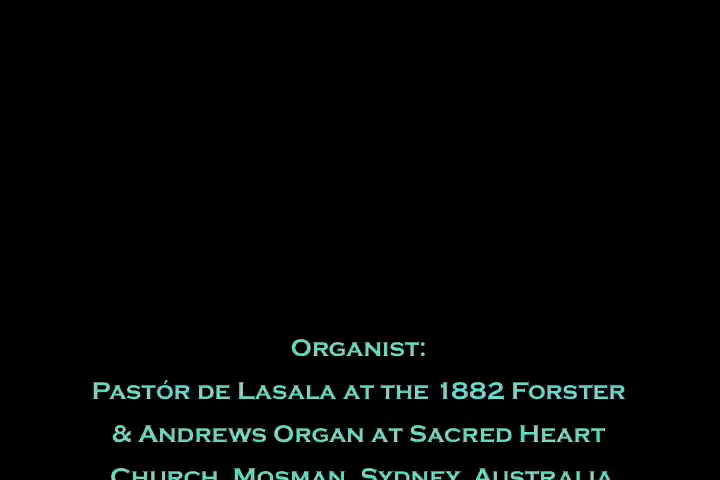 Organist:
Pastór de Lasala at the 1882 Forster
& Andrews Organ at Sacred Heart
Church, Mosman, Sydney, Australia